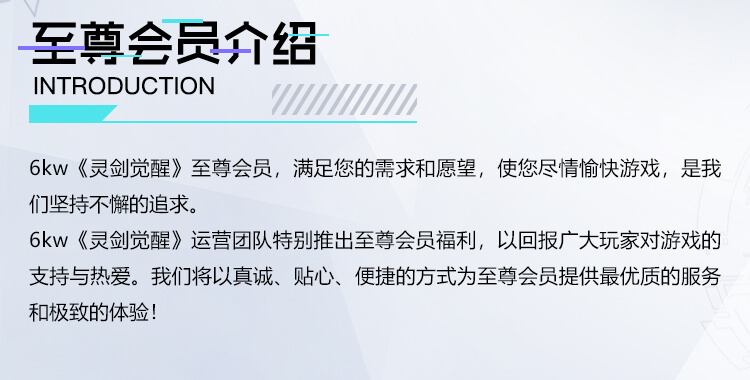 至尊会员介绍
INTRODUCTION
6kw《灵剑觉醒》至尊会员，满足您的需求和愿望，使您尽情愉快游戏，是我
们坚持不懈的追求。
6kw《灵剑觉醒》运营团队特别推出至尊会员福利，以回报广大玩家对游戏的
支持与热爱。我们将以真诚、贴心、便捷的方式为至尊会员提供最优质的服务
和极致的体验！